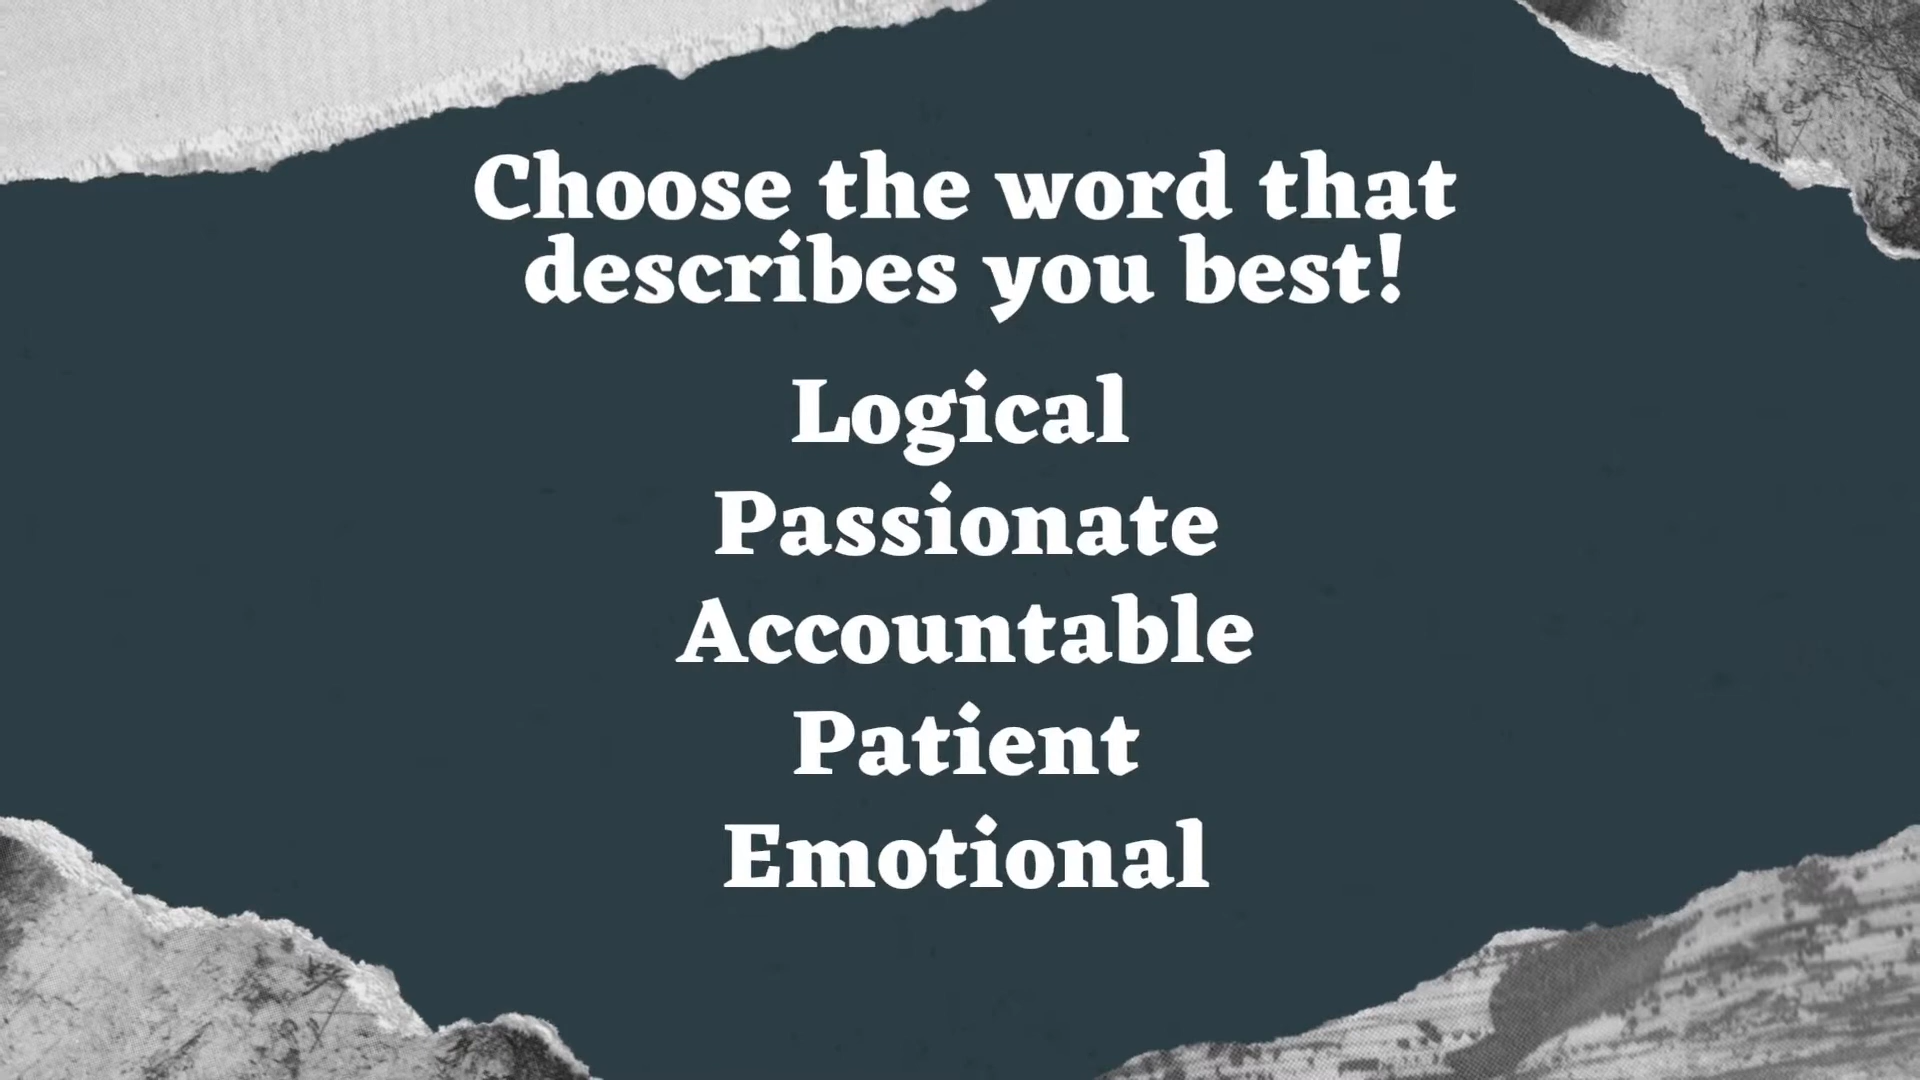 Choose the word that
describes you best!
Logical
Passionate
Accountable
Patient
Emotional